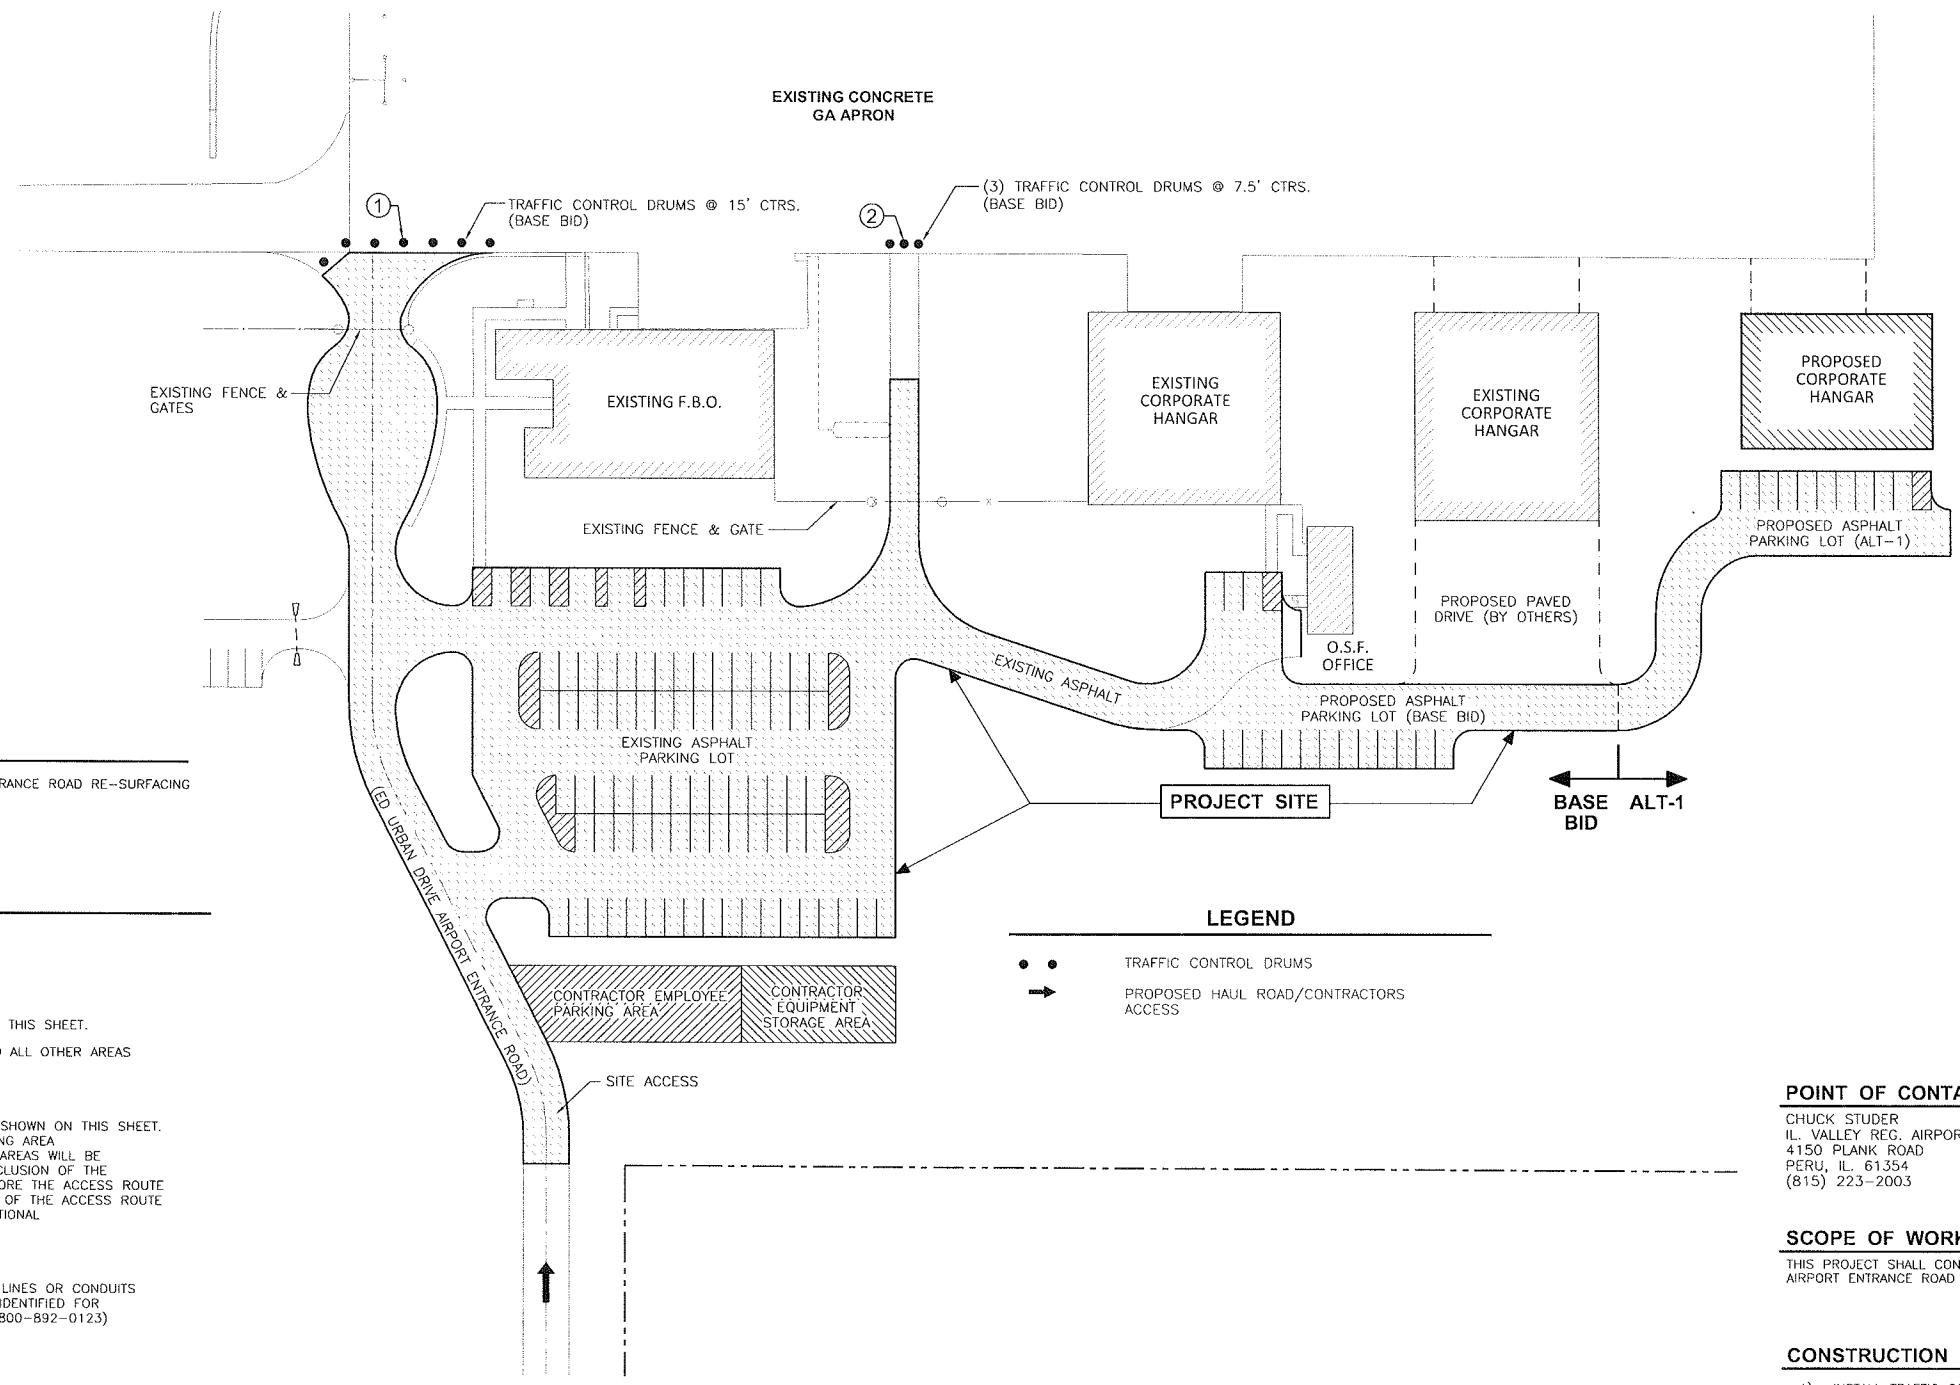 EXISTING CONCRETE
GA APRON
1
TRAFFIC CONTROL DRUMS @ 15' CTRS.
(BASE BID)
2
(3) TRAFFIC CONTROL DRUMS @ 7.5' CTRS.
(BASE BID)
EXISTING FENCE &
GATES
EXISTING F.B.O.
EXISTING
CORPORATE
HANGAR
EXISTING
CORPORATE
HANGAR
PROPOSED
CORPORATE
HANGAR
EXISTING FENCE & GATE
x
PROPOSED ASPHALT
PARKING LOT (ALT-1)
PROPOSED PAVED
DRIVE (BY OTHERS)
O.S.F.
OFFICE
EXISTING ASPHALT
PROPOSED ASPHALT
PARKING LOT (BASE BID)
EXISTING ASPHALT
PARKING LOT
RANCE ROAD RE-SURFACING
(ED URBAN DRIVE AIRPORT ENTRANCE ROAD)
PROJECT SITE
BASE
BID
ALT-1
LEGEND
TRAFFIC CONTROL DRUMS
PROPOSED HAUL ROAD/CONTRACTORS
ACCESS
CONTRACTOR EMPLOYEE
PARKING AREA
CONTRACTOR
EQUIPMENT
STORAGE AREA
SITE ACCESS
THIS SHEET.
ALL OTHER AREAS
SHOWN ON THIS SHEET.
NG AREA
AREAS WILL BE
CLUSION OF THE
ORE THE ACCESS ROUTE
OF THE ACCESS ROUTE
TIONAL
LINES OR CONDUITS
IDENTIFIED FOR
800-892-0123)
POINT OF CONTA
CHUCK STUDER
IL. VALLEY REG. AIRPOR
4150 PLANK ROAD
PERU, IL. 61354
(815) 223-2003
SCOPE OF WORK
THIS PROJECT SHALL CON
AIRPORT ENTRANCE ROAD
CONSTRUCTION